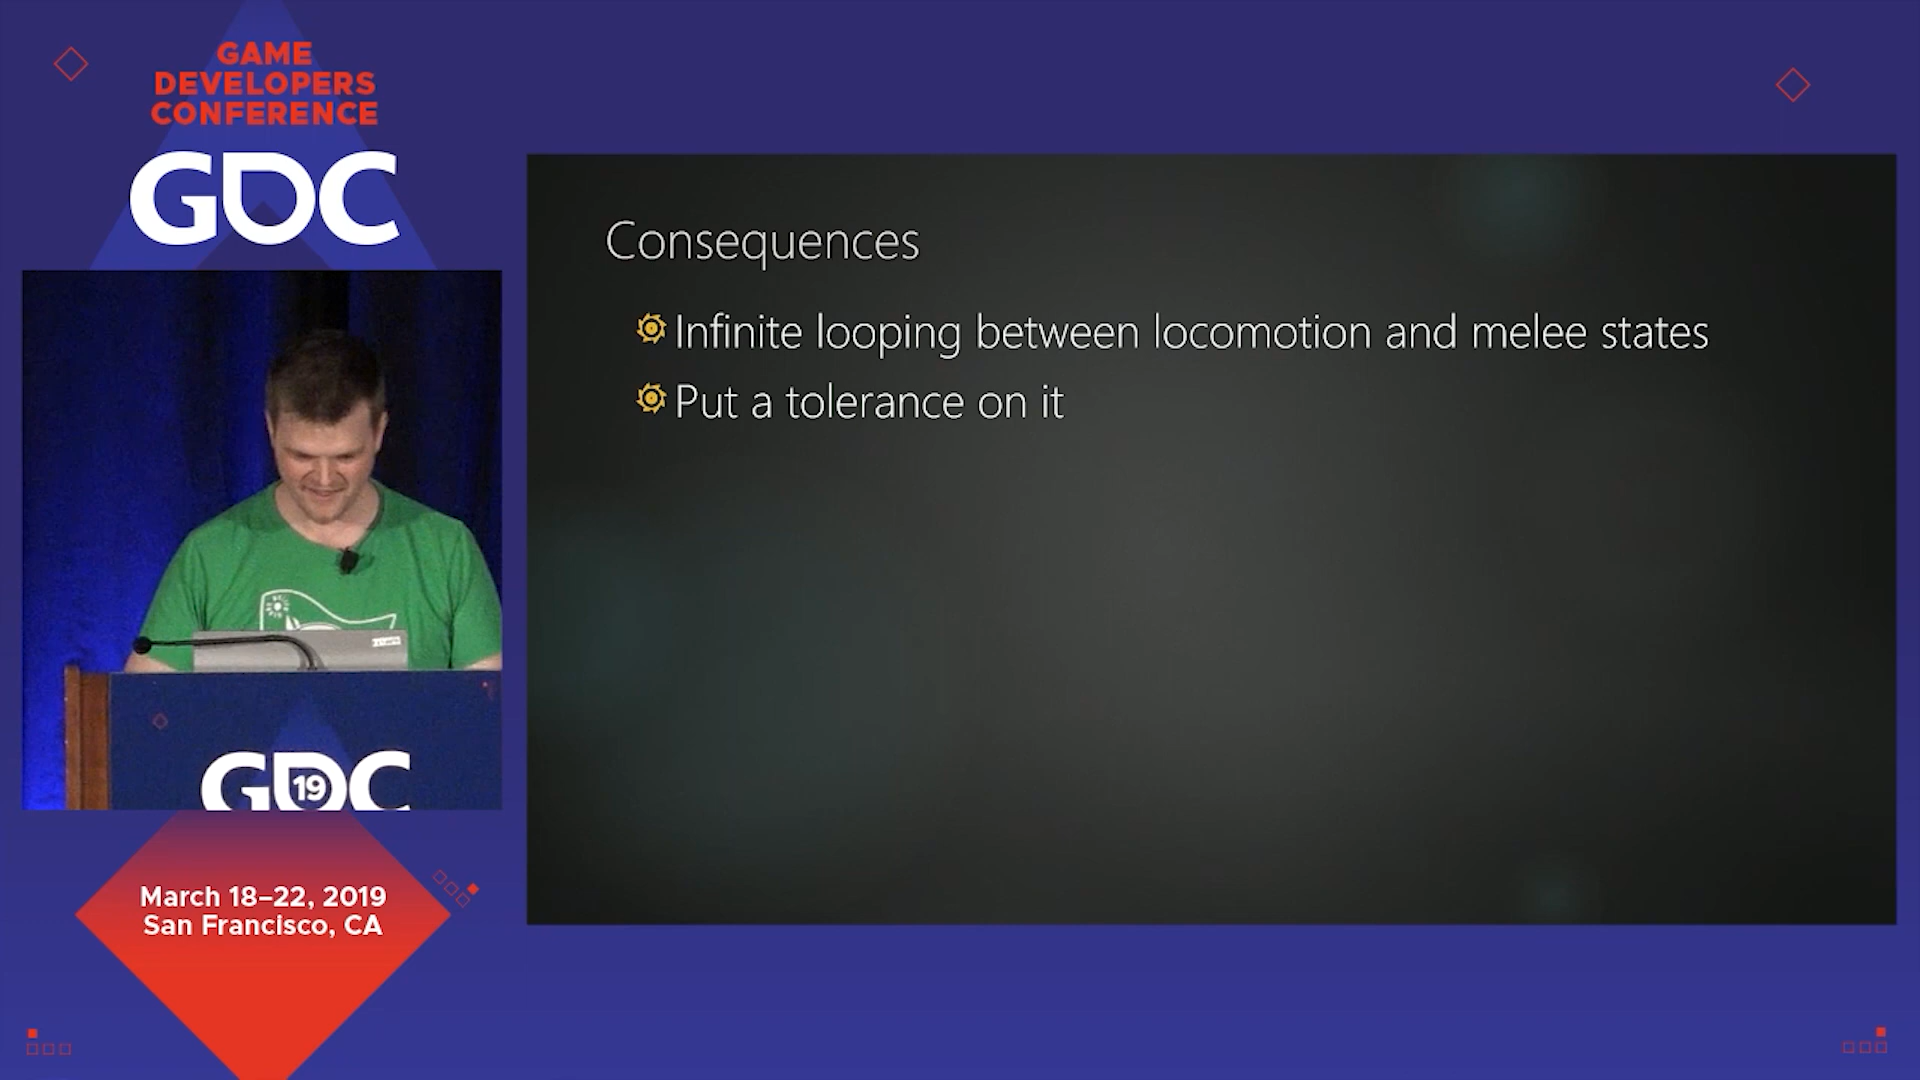 GAME
DEVELOPERS
CONFERENCE
GDC
Consequences
Infinite looping between locomotion and melee states
Put a tolerance on it
GDC
19
March 18–22, 2019
San Francisco, CA